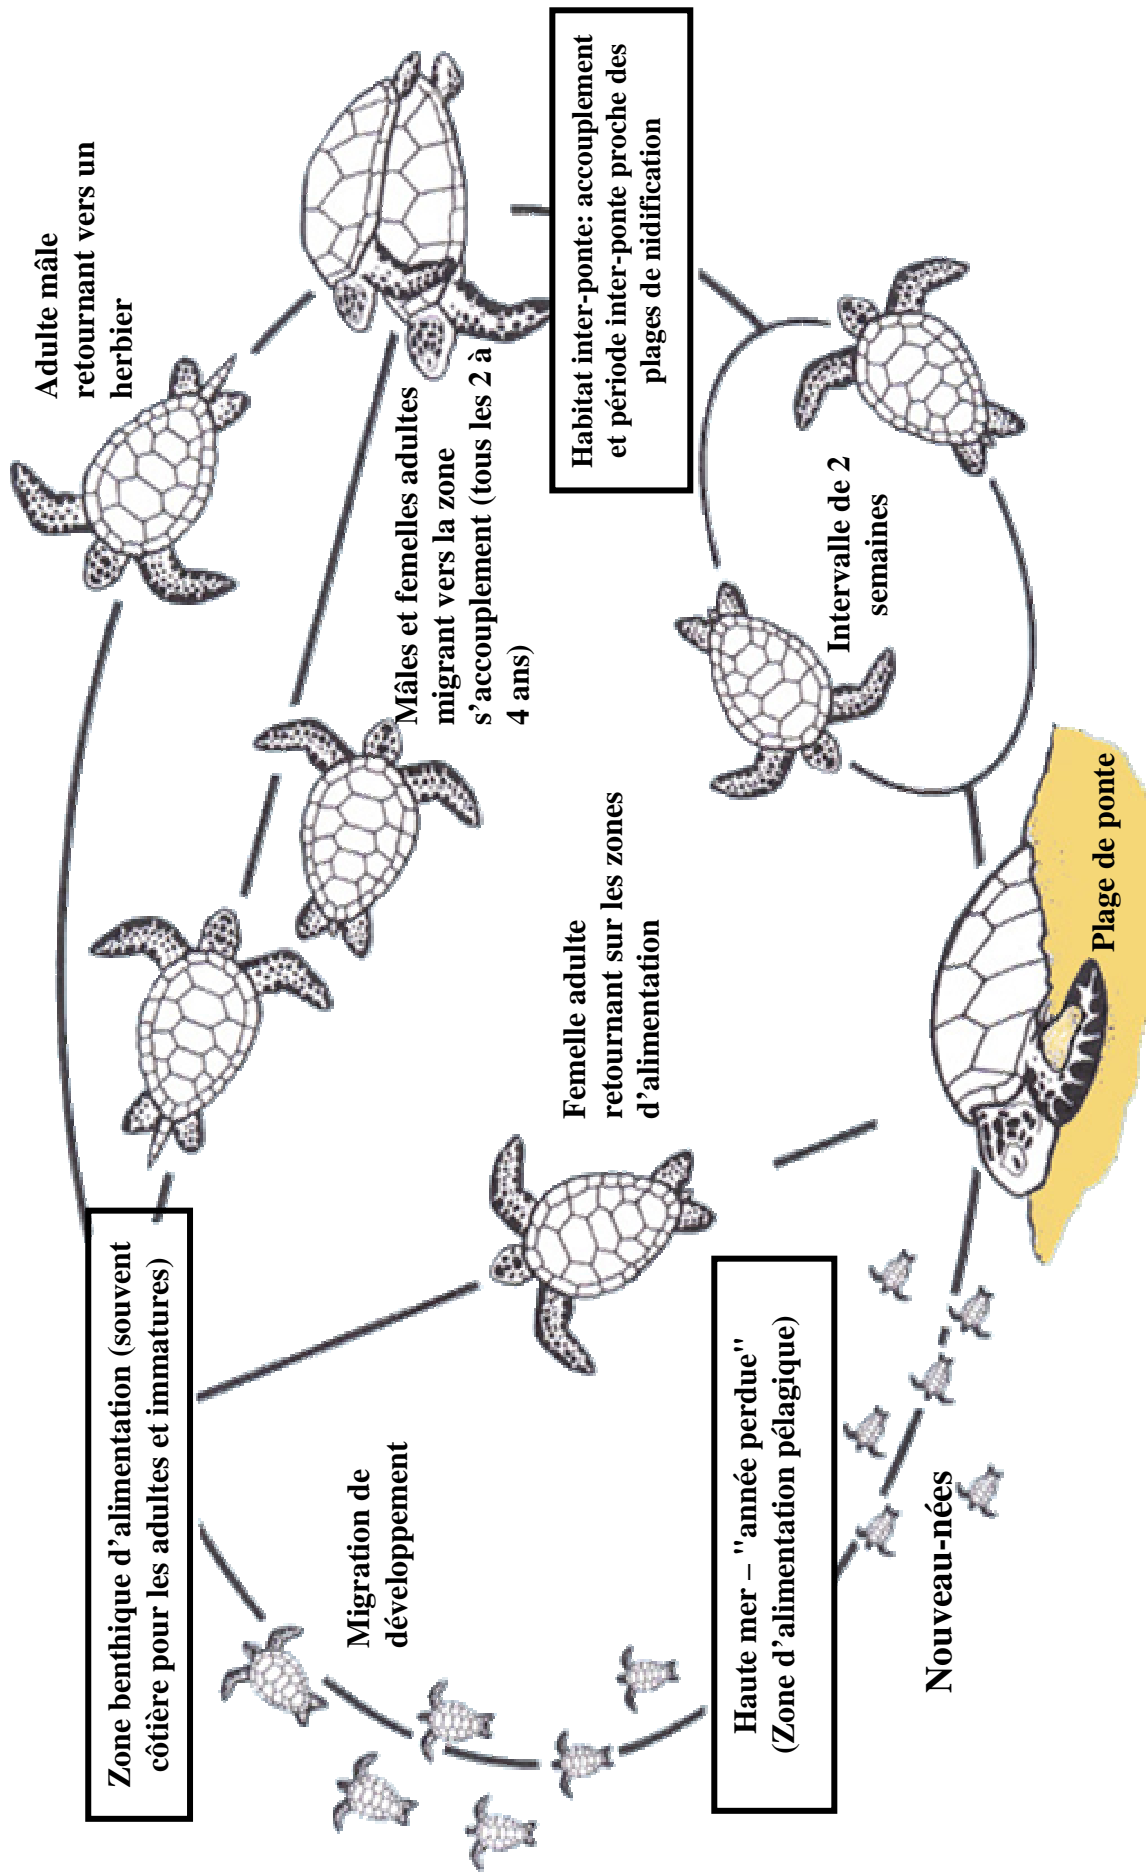 Zone benthique d'alimentation (souvent
côtière pour les adultes et immatures)
Adulte mâle
retournant vers un
herbier
Mâles et femelles adultes
migrant vers la zone
s'accouplement (tous les 2 à
4 ans)
Migration de
développement
Femelle adulte
retournant sur les zones
d'alimentation
Habitat inter-ponte: accouplement
et période inter-ponte proche des
plages de nidification
Haute mer – "année perdue"
(Zone d'alimentation pélagique)
Intervalle de 2
semaines
Nouveau-nées
Plage de ponte